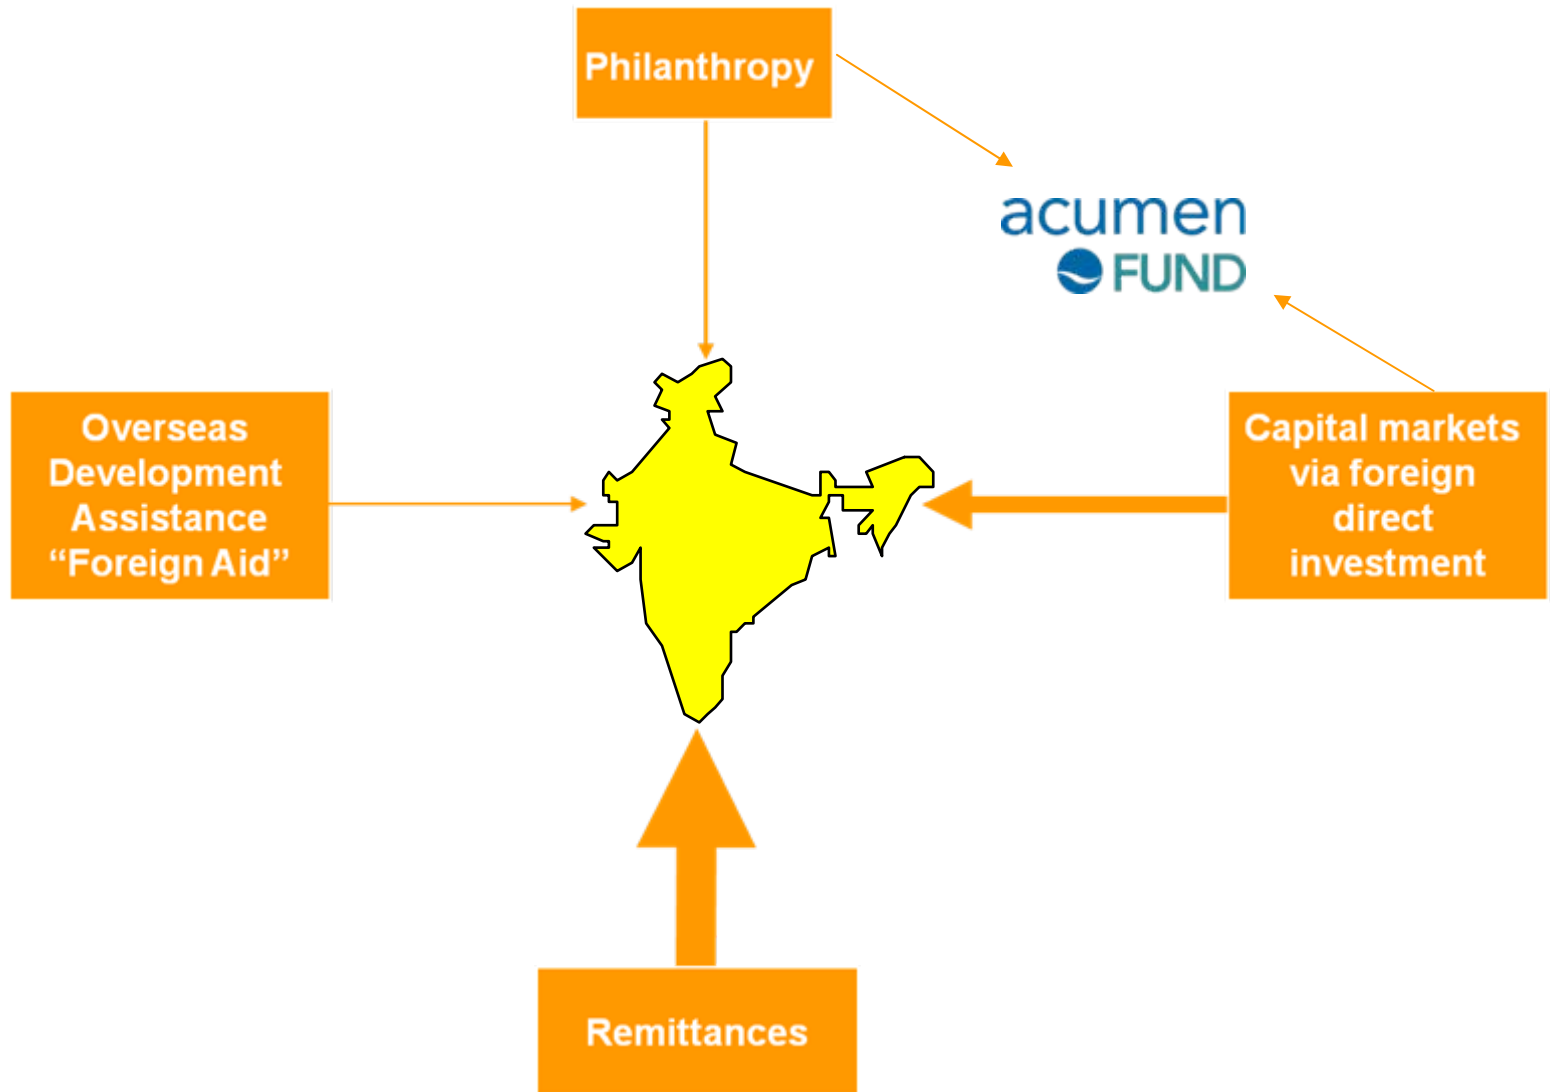 Philanthropy
acumen
FUND
Overseas
Development
Assistance
“Foreign Aid”
Capital markets
via foreign
direct
investment
Remittances